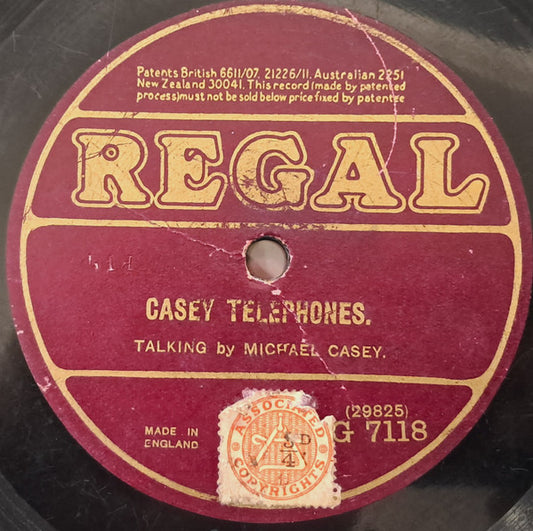 Patents British 6611/07, 21226/11. Australian 2251
New Zealand 30041. This record (made by patented
process) must not be sold below price fixed by patentee
REGAL
CASEY TELEPHONES.
TALKING by MICHAEL CASEY.
MADE IN
ENGLAND
(29825)
G 7118
ASSOCIATED
COPYRIGHTS